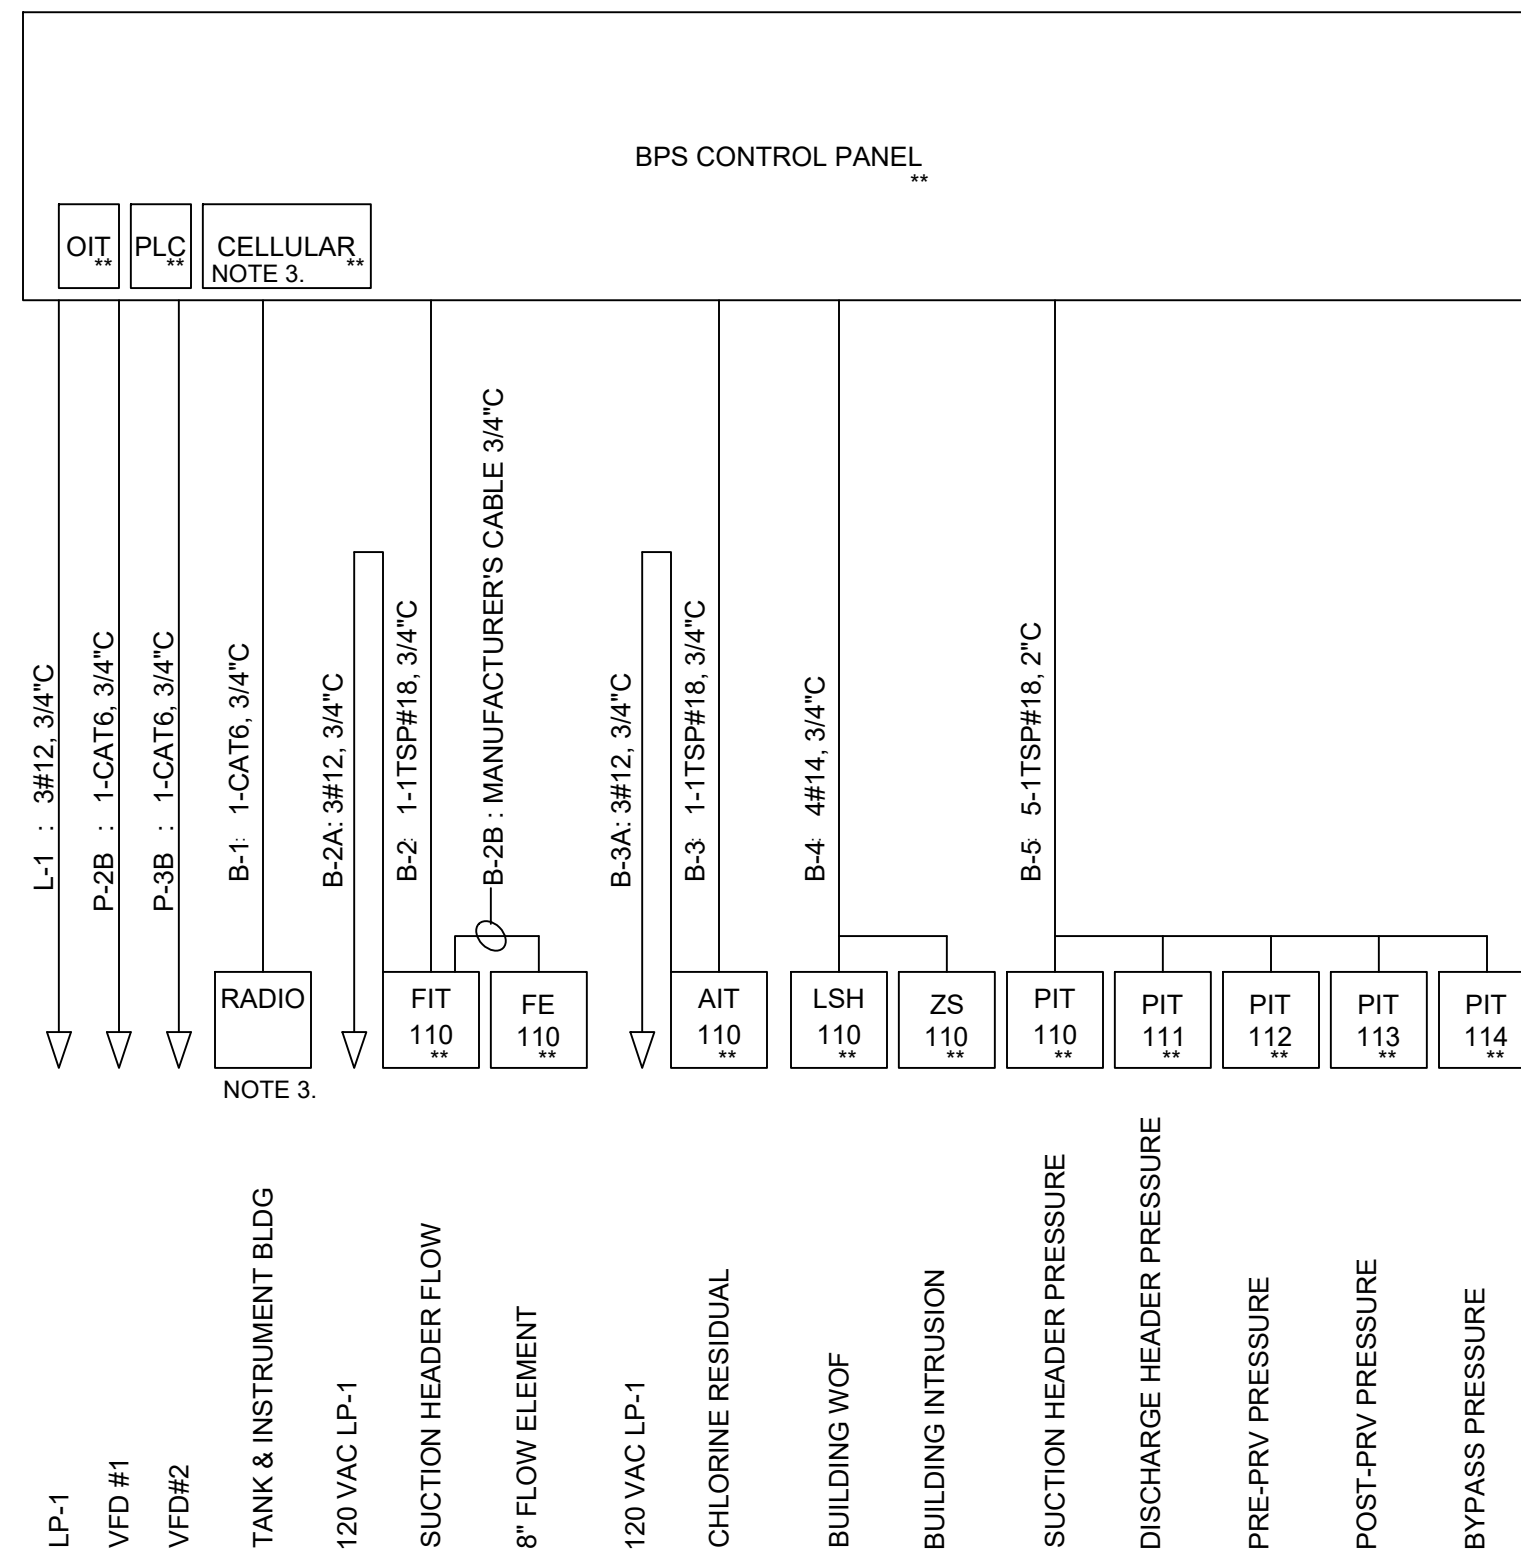 BPS CONTROL PANEL
**
OIT
**
PLC
**
CELLULAR
**
NOTE 3.
L-1 : 3#12, 3/4"C
P-2B : 1-CAT6, 3/4"C
P-3B : 1-CAT6, 3/4"C
B-1: 1-CAT6, 3/4"C
B-2A: 3#12, 3/4"C
B-2: 1-1TSP#18, 3/4"C
B-2B : MANUFACTURER'S CABLE 3/4"C
B-3A: 3#12, 3/4"C
B-3: 1-1TSP#18, 3/4"C
B-4: 4#14, 3/4"C
B-5: 5-1TSP#18, 2"C
RADIO
NOTE 3.
FIT
110
**
FE
110
**
AIT
110
**
LSH
110
**
ZS
110
**
PIT
110
**
PIT
111
**
PIT
112
**
PIT
113
**
PIT
114
**
LP-1
VFD #1
VFD#2
TANK & INSTRUMENT BLDG
120 VAC LP-1
SUCTION HEADER FLOW
8" FLOW ELEMENT
120 VAC LP-1
CHLORINE RESIDUAL
BUILDING WOF
BUILDING INTRUSION
SUCTION HEADER PRESSURE
DISCHARGE HEADER PRESSURE
PRE-PRV PRESSURE
POST-PRV PRESSURE
BYPASS PRESSURE